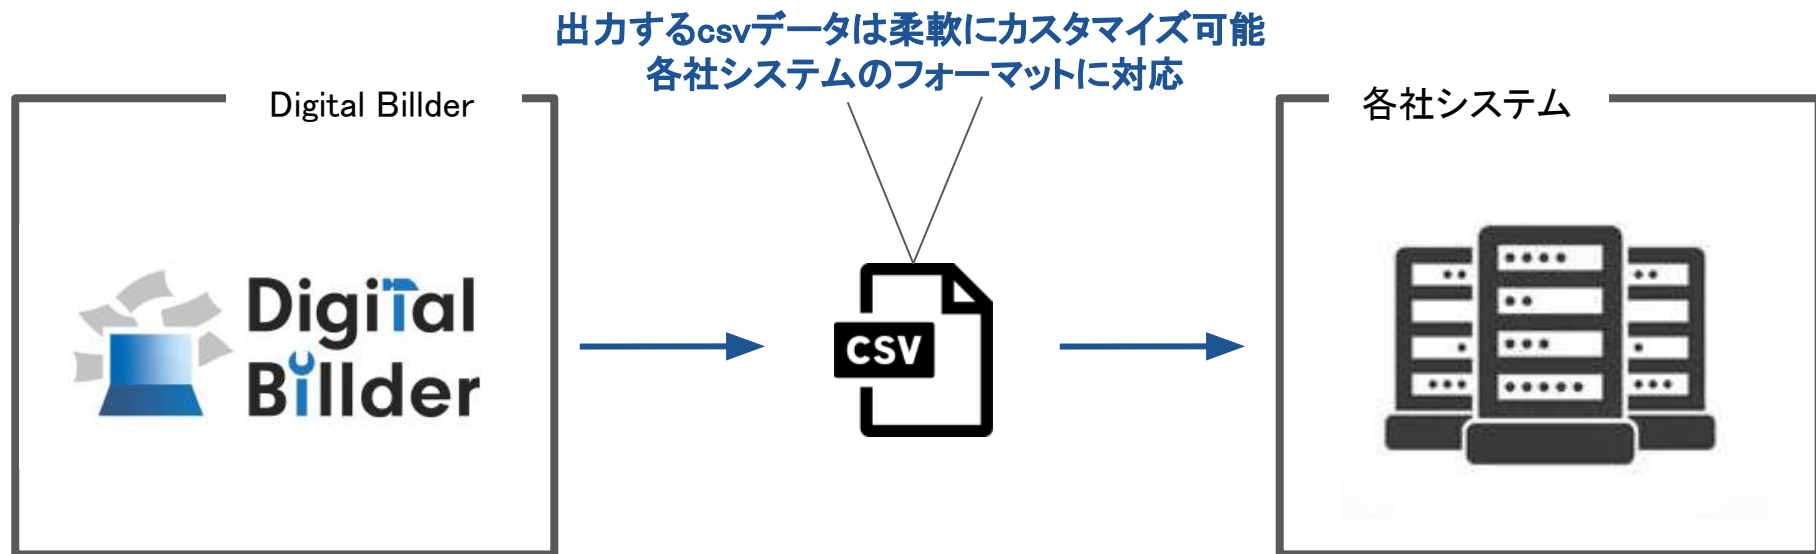 出力するcsvデータは柔軟にカスタマイズ可能
各社システムのフォーマットに対応
Digital Billder
各社システム
Digital
Billder
CSV